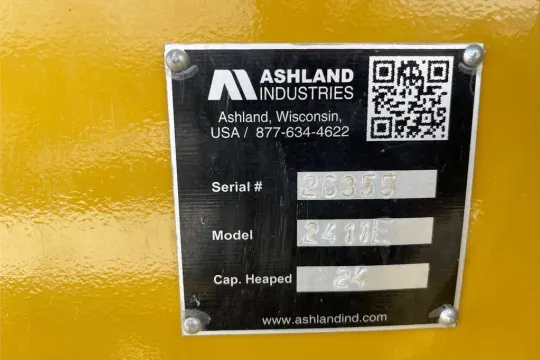 ASHLAND
INDUSTRIES
Ashland, Wisconsin,
USA / 877-634-4622
Serial # 26355
Model 2411E
Cap. Heaped 24
www.ashlandind.com